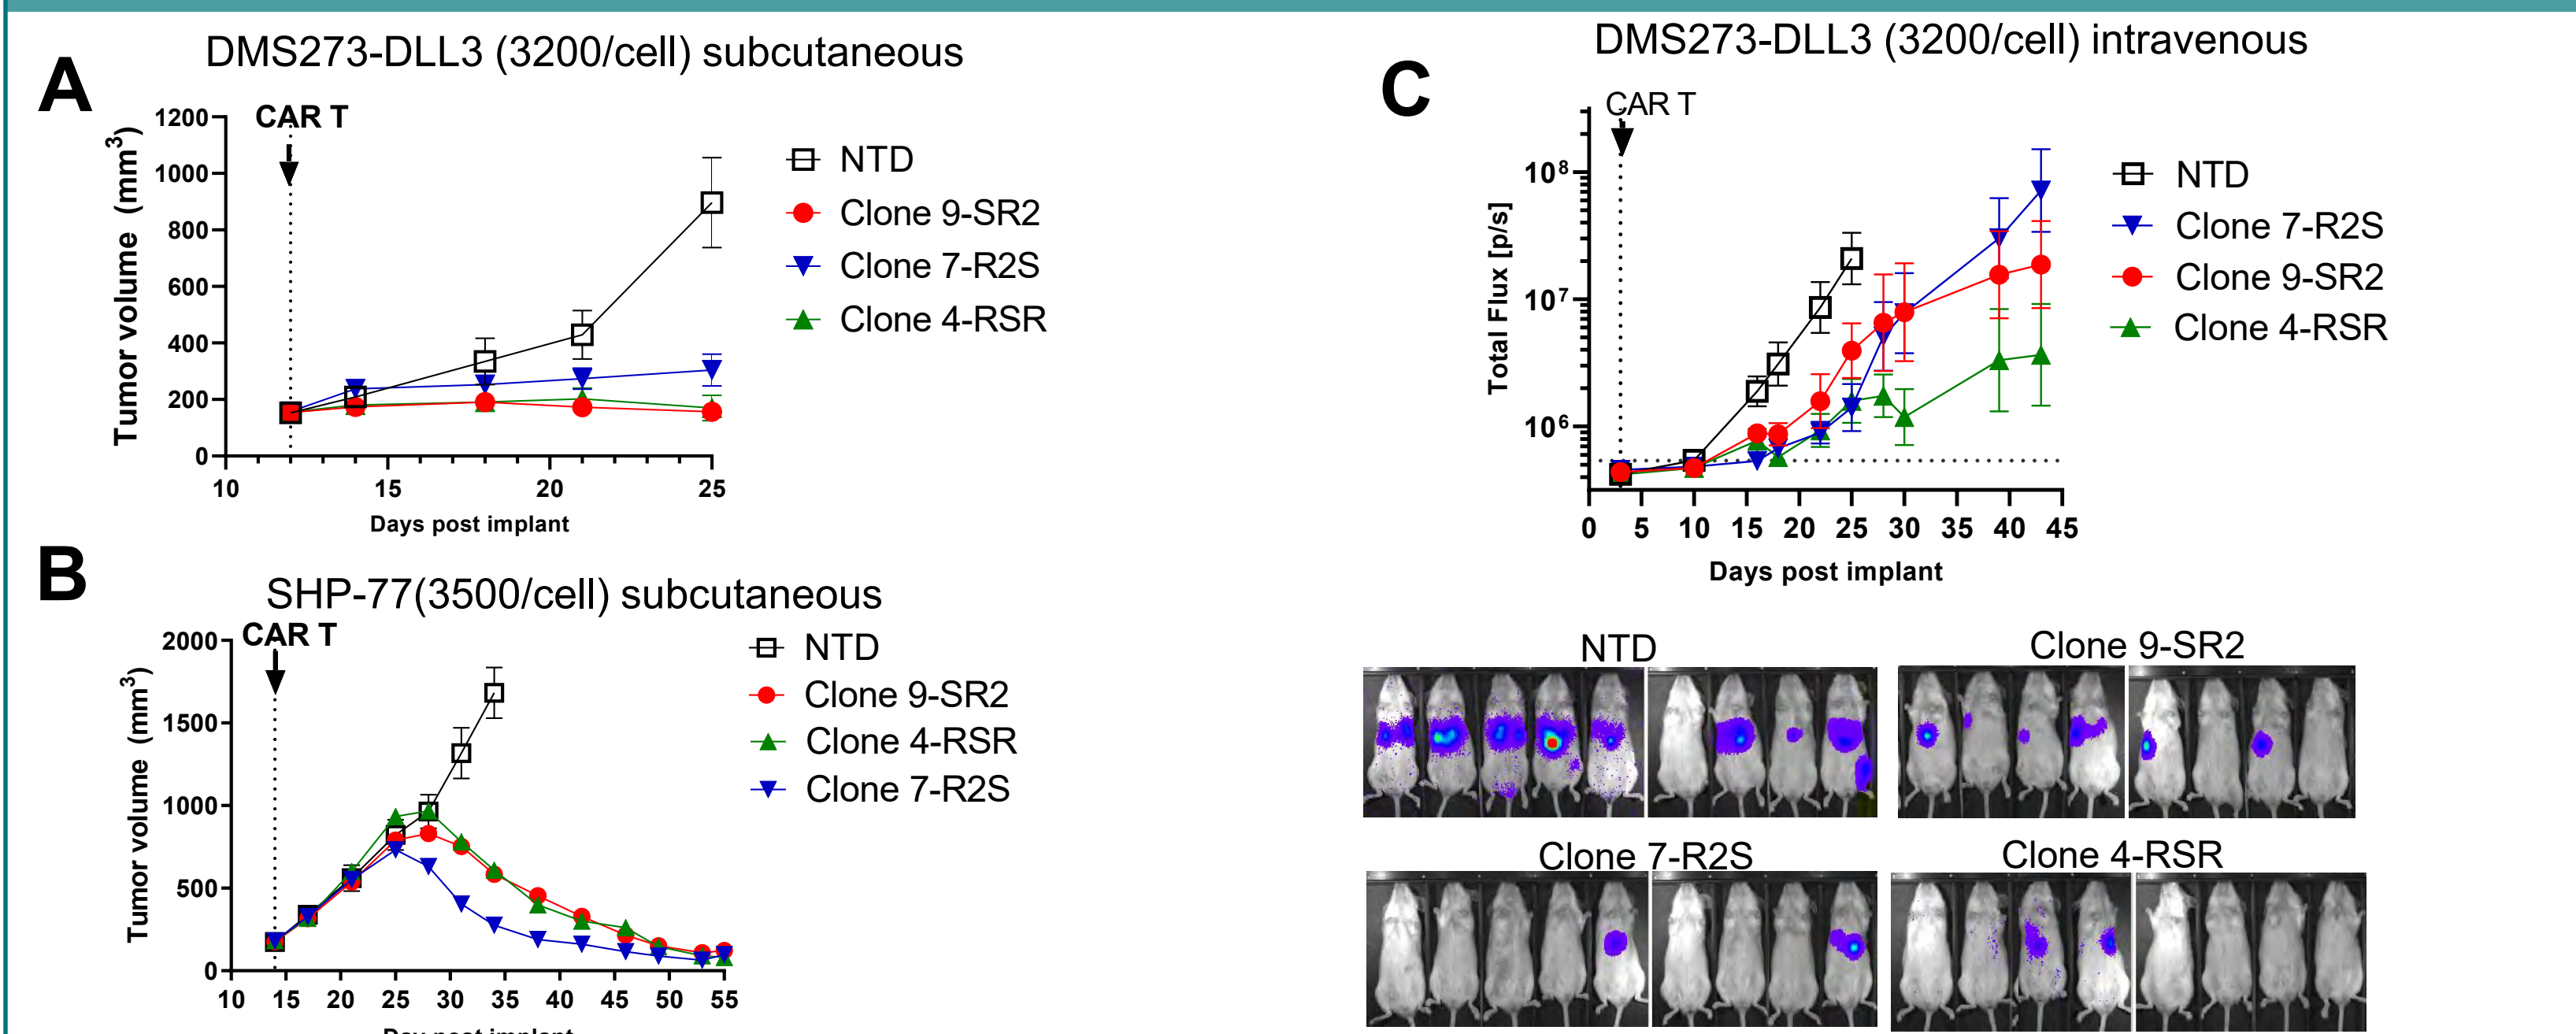 A
DMS273-DLL3 (3200/cell) subcutaneous
CAR T
1200
1000
800
600
400
200
0
Tumor volume (mm³)
10 15 20 25
Days post implant
NTD
Clone 9-SR2
Clone 7-R2S
Clone 4-RSR
B
SHP-77(3500/cell) subcutaneous
CAR T
2000
1500
1000
500
0
Tumor volume (mm³)
10 15 20 25 30 35 40 45 50 55
Day post implant
NTD
Clone 9-SR2
Clone 4-RSR
Clone 7-R2S
C
DMS273-DLL3 (3200/cell) intravenous
CAR T
10⁸
10⁷
10⁶
Total Flux [p/s]
0 5 10 15 20 25 30 35 40 45
Days post implant
NTD
Clone 7-R2S
Clone 9-SR2
Clone 4-RSR
NTD
Clone 9-SR2
Clone 7-R2S
Clone 4-RSR